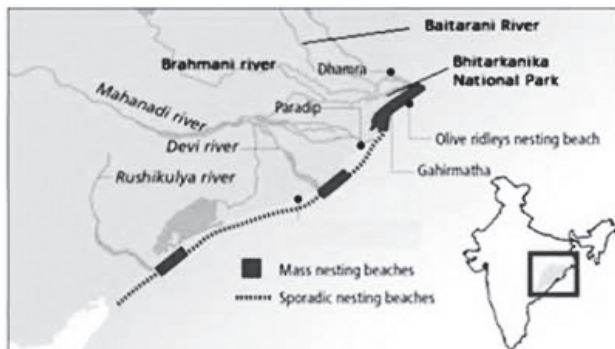 Baitarani River
Brahmani river
Dhamra
Bhitarkanika
National Park
Mahanadi river
Paradip
Olive ridleys nesting beach
Devi river
Gahirmatha
Rushikulya river
Mass nesting beaches
Sporadic nesting beaches